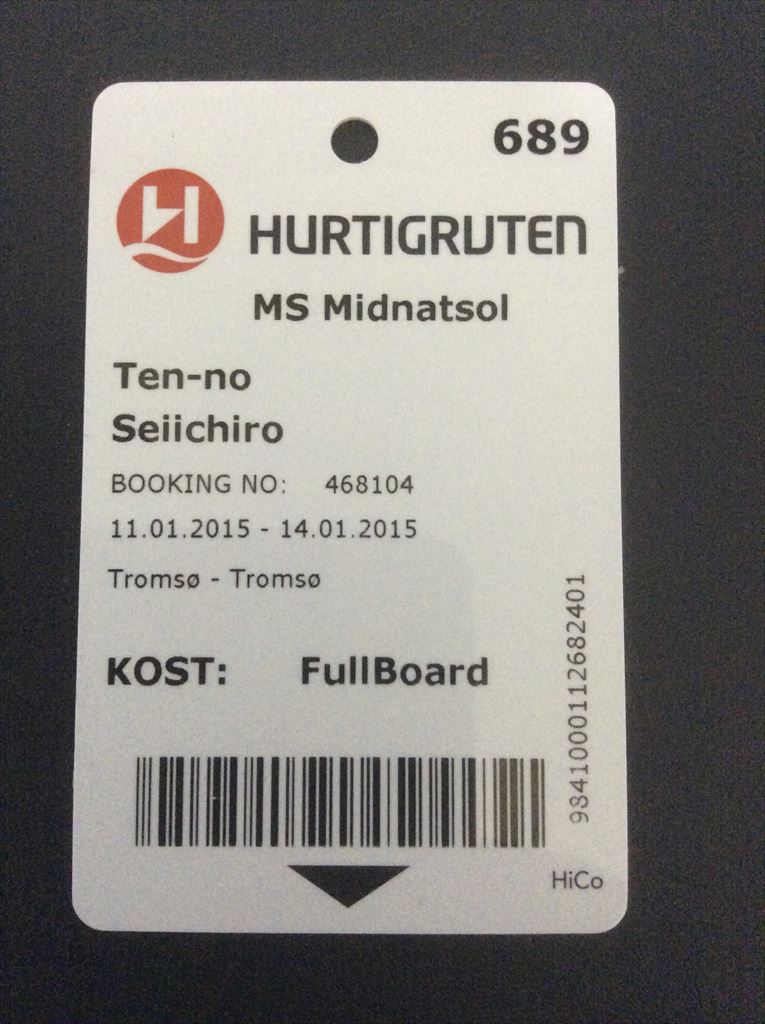 689
HURTIGRUTEN
MS Midnatsol
Ten-no
Seiichiro
BOOKING NO: 468104
11.01.2015 - 14.01.2015
Tromsø - Tromsø
KOST: FullBoard
9841000112682401
HiCo